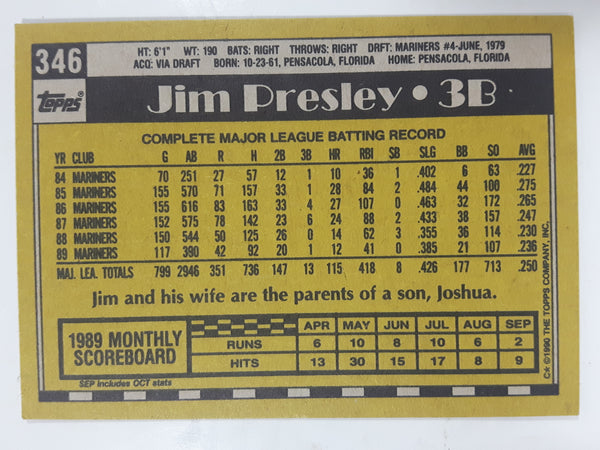 346
HT: 6'1" WT: 190 BATS: RIGHT THROWS: RIGHT DRFT: MARINERS #4-JUNE, 1979
ACQ: VIA DRAFT BORN: 10-23-61, PENSACOLA, FLORIDA HOME: PENSACOLA, FLORIDA
topps
Jim Presley • 3B
COMPLETE MAJOR LEAGUE BATTING RECORD
YR CLUB G AB R H 2B 3B HR RBI SB SLG BB SO AVG
84 MARINERS 70 251 27 57 12 1 10 36 1 .402 6 63 .227
85 MARINERS 155 570 71 157 33 1 28 84 2 .484 44 100 .275
86 MARINERS 155 616 83 163 33 4 27 107 0 .463 32 172 .265
87 MARINERS 152 575 78 142 23 6 24 88 2 .433 38 157 .247
88 MARINERS 150 544 50 125 26 0 14 62 3 .355 36 114 .230
89 MARINERS 117 390 42 92 20 1 12 41 0 .385 21 107 .236
MAJ. LEA. TOTALS 799 2946 351 736 147 13 115 418 8 .426 177 713 .250
Jim and his wife are the parents of a son, Joshua.
1989 MONTHLY SCOREBOARD
APR MAY JUN JUL AUG SEP
RUNS 6 10 8 10 6 2
HITS 13 30 15 17 8 9
SEP Includes OCT stats
C* ©1990 THE TOPPS COMPANY, INC.